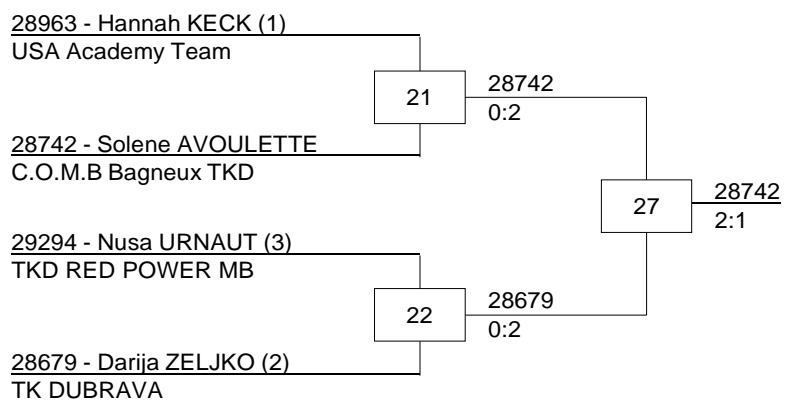 28963 - Hannah KECK (1)
USA Academy Team
21
28742
0:2
28742 - Solene AVOULETTE
C.O.M.B Bagneux TKD
27
28742
2:1
29294 - Nusa URNAUT (3)
TKD RED POWER MB
22
28679
0:2
28679 - Darija ZELJKO (2)
TK DUBRAVA